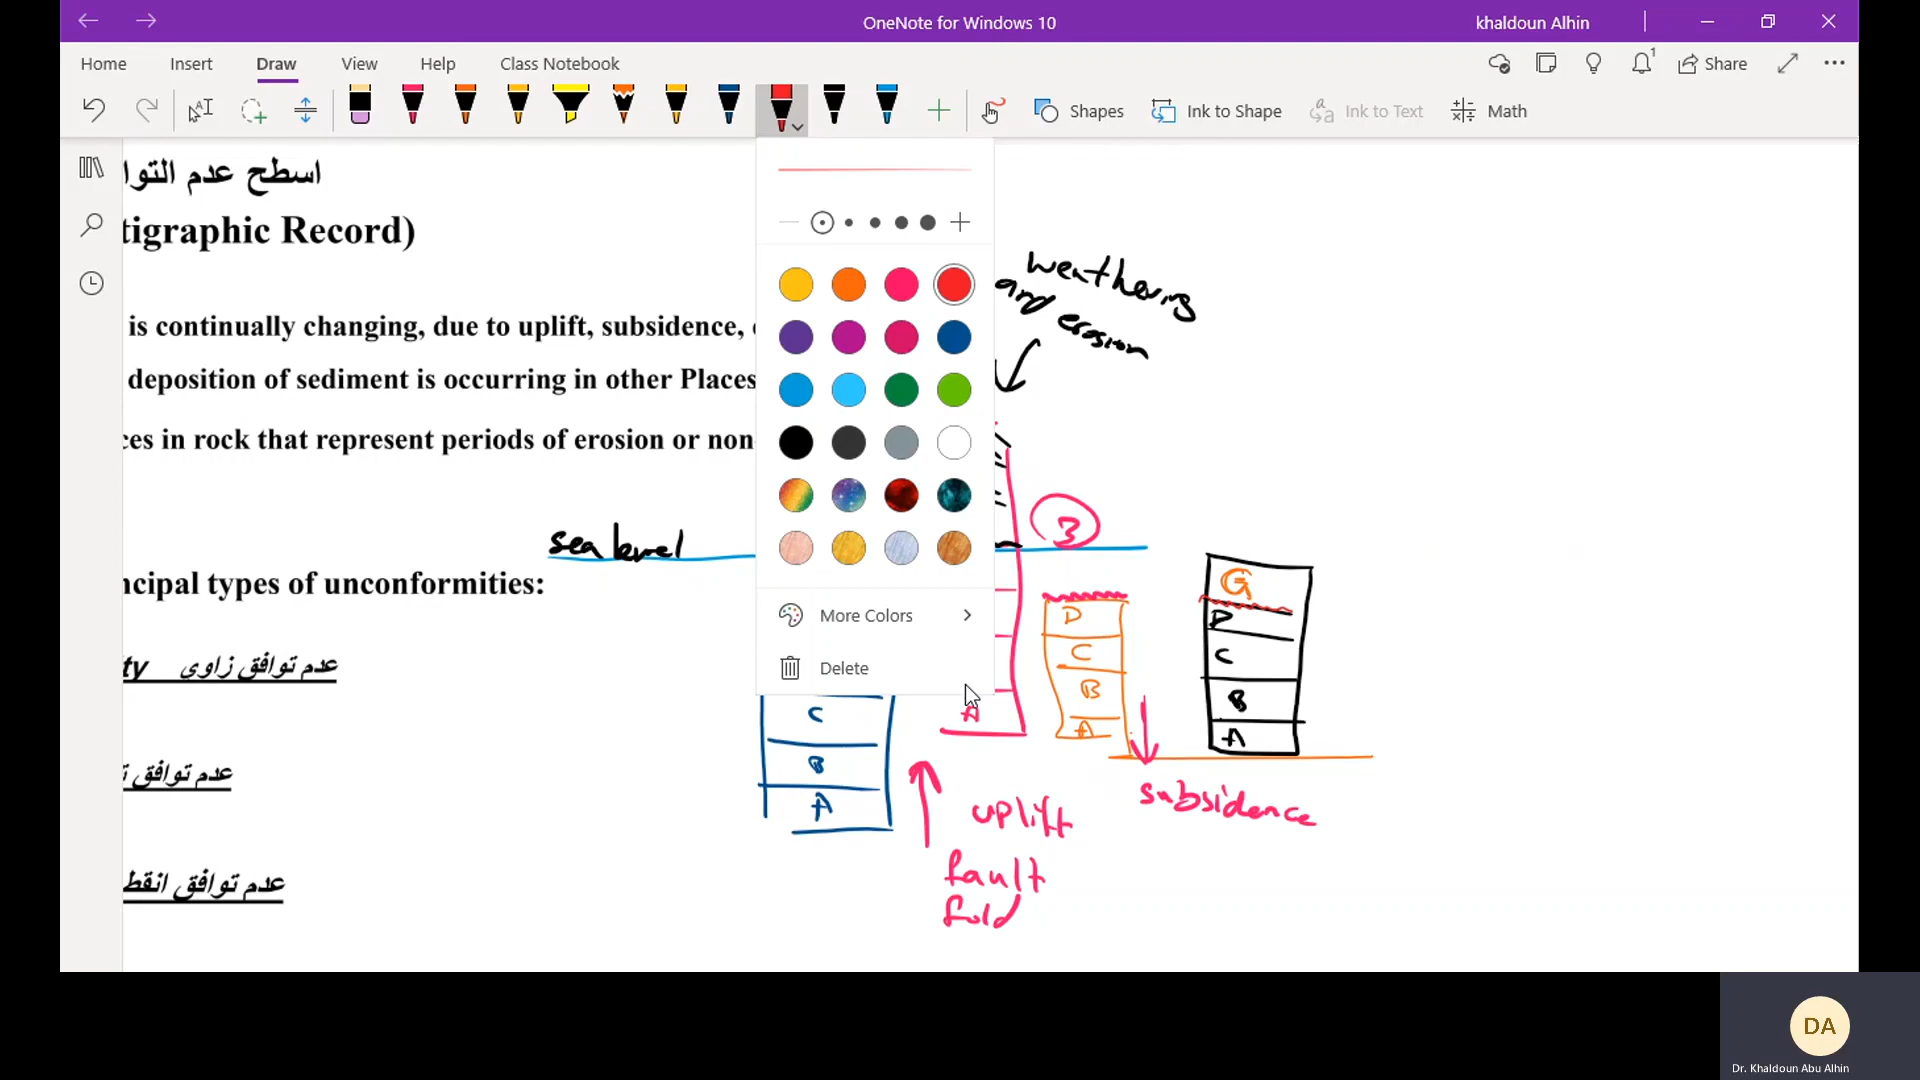 OneNote for Windows 10
khaldoun Alhin
Home
Insert
Draw
View
Help
Class Notebook
1
Share
Shapes
Ink to Shape
Ink to Text
Math
اسطح عدم التوا
tigraphic Record)
is continually changing, due to uplift, subsidence,
deposition of sediment is occurring in other Places
ces in rock that represent periods of erosion or non
ncipal types of unconformities:
ty عدم توافق زاوي
عدم توافق ت
عدم توافق انقط
More Colors
Delete
weathering
and erosion
sea level
3
D
C
B
A
G
D
C
B
A
A
C
B
A
uplift
fault
fold
subsidence
DA
Dr. Khaldoun Abu Alhin